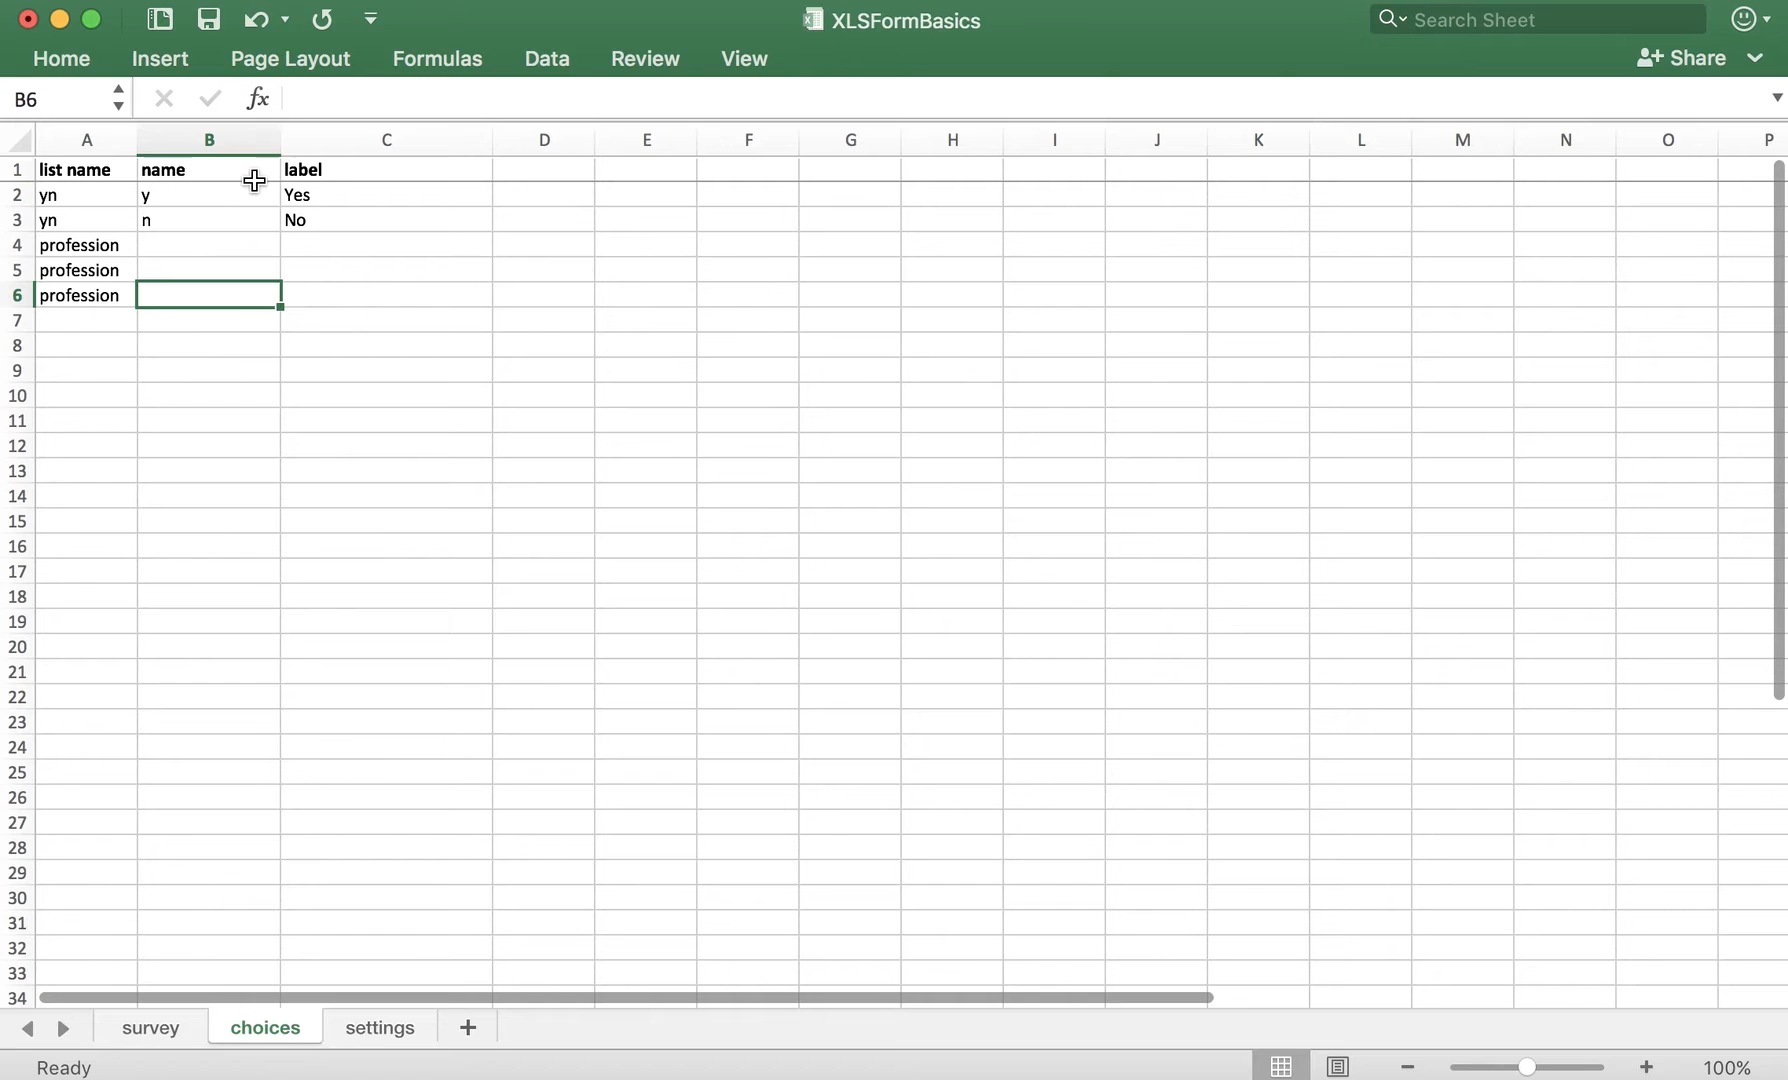 XLSFormBasics
Search Sheet
Home Insert Page Layout Formulas Data Review View
Share
B6 fx
A B C D E F G H I J K L M N O P
1 list name name label
2 yn y Yes
3 yn n No
4 profession
5 profession
6 profession
7
8
9
10
11
12
13
14
15
16
17
18
19
20
21
22
23
24
25
26
27
28
29
30
31
32
33
34
survey choices settings +
Ready 100%